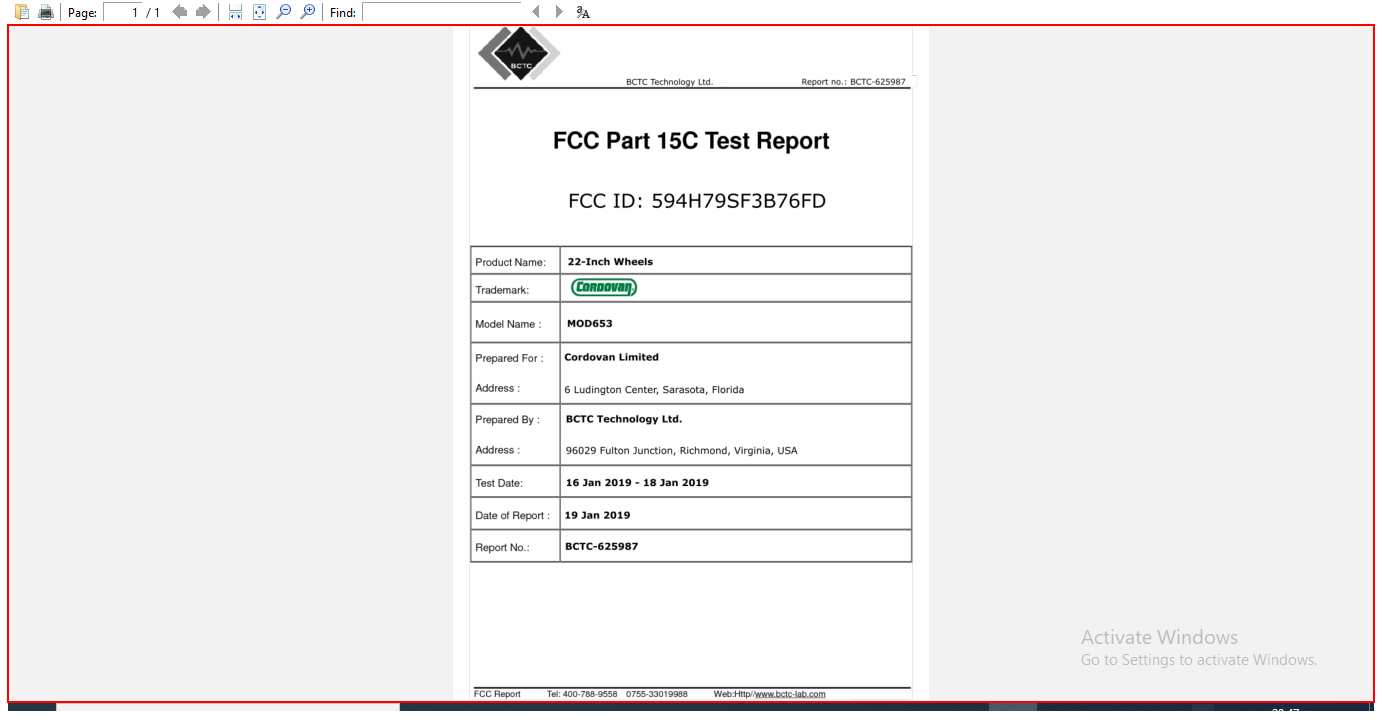 Page: 1 / 1 Find:
BCTC
BCTC Technology Ltd. Report no.: BCTC-625987
FCC Part 15C Test Report
FCC ID: 594H79SF3B76FD
Product Name: 22-Inch Wheels
Trademark: CORDOVAN
Model Name : MOD653
Prepared For : Cordovan Limited
Address : 6 Ludington Center, Sarasota, Florida
Prepared By : BCTC Technology Ltd.
Address : 96029 Fulton Junction, Richmond, Virginia, USA
Test Date: 16 Jan 2019 - 18 Jan 2019
Date of Report : 19 Jan 2019
Report No.: BCTC-625987
Activate Windows
Go to Settings to activate Windows.
FCC Report Tel: 400-788-9558 0755-33019988 Web:Http//www.bctc-lab.com